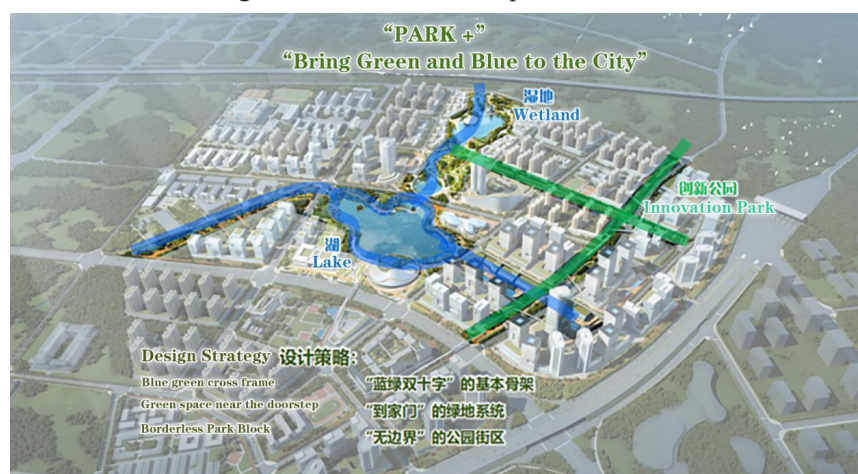 “PARK +”
“Bring Green and Blue to the City”
湿地
Wetland
创新公园
Innovation Park
湖
Lake
Design Strategy 设计策略：
Blue green cross frame “蓝绿双十字”的基本骨架
Green space near the doorstep “到家门”的绿地系统
Borderless Park Block “无边界”的公园街区